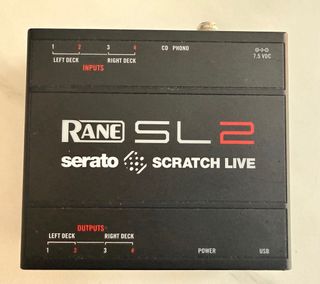 1 2 3 4 CD PHONO
LEFT DECK RIGHT DECK 7.5 VDC
INPUTS
RANE SL2
serato SCRATCH LIVE
OUTPUTS
LEFT DECK RIGHT DECK
1 2 3 4 POWER USB